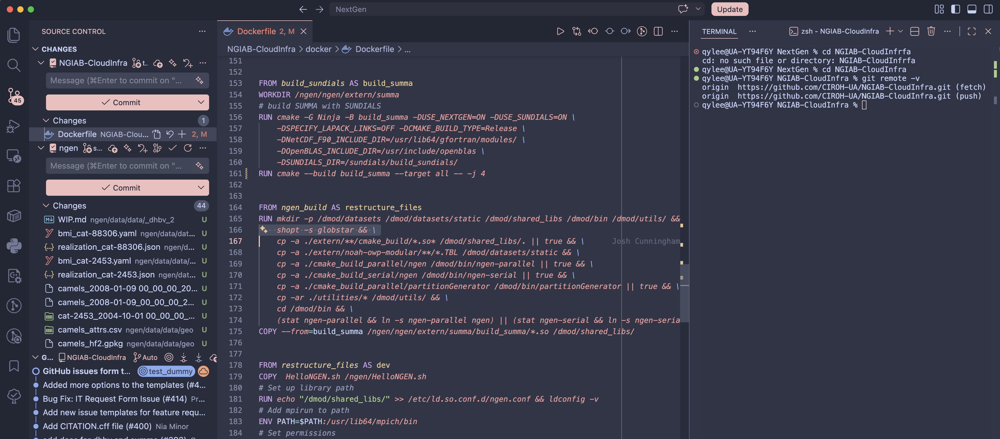 NextGen
Update
SOURCE CONTROL
CHANGES
NGIAB-CloudInfra t..
Message (⌘Enter to commit on "...
Commit
Changes 1
Dockerfile NGIAB-Clou... 2, M
ngen s...
Message (⌘Enter to commit on "...
Commit
Changes 44
WIP.md ngen/data/data/_dhbv_2 U
bmi_cat-88306.yaml ngen/data/dat... U
realization_cat-88306.json ngen/d... U
bmi_cat-2453.yaml ngen/data/data/... U
realization_cat-2453.json ngen/dat... U
camels_2008-01-09 00_00_00_20... U
camels_2008-01-09_00_00_00_2... U
cat-2453_2004-10-01 00_00_00_... U
camels_attrs.csv ngen/data/data/geo U
camels_hf2.gpkg ngen/data/data/geo U
G... NGIAB-CloudInfra Auto
GitHub issues form t... test_dummy
Added more options to the templates (#4...
Bug Fix: IT Request Form Issue (#414) Pr...
Add new issue templates for feature requ...
Add CITATION.cff file (#400) Nia Minor
45
Dockerfile 2, M
NGIAB-CloudInfra > docker > Dockerfile > ...
151
152
153 FROM build_sundials AS build_summa
154 WORKDIR /ngen/ngen/extern/summa
155 # build SUMMA with SUNDIALS
156 RUN cmake -G Ninja -B build_summa -DUSE_NEXTGEN=ON -DUSE_SUNDIALS=ON \
157 -DSPECIFY_LAPACK_LINKS=OFF -DCMAKE_BUILD_TYPE=Release \
158 -DNetCDF_F90_INCLUDE_DIR=/usr/lib64/gfortran/modules/ \
159 -DOpenBLAS_INCLUDE_DIR=/usr/include/openblas \
160 -DSUNDIALS_DIR=/sundials/build_sundials/
161 RUN cmake --build build_summa --target all -- -j 4
162
163
164 FROM ngen_build AS restructure_files
165 RUN mkdir -p /dmod/datasets /dmod/datasets/static /dmod/shared_libs /dmod/bin /dmod/utils/ &&
166 shopt -s globstar && \
167 cp -a ./extern/**/cmake_build/*.so* /dmod/shared_libs/. || true && \ Josh Cunningham
168 cp -a ./extern/noah-owp-modular/**/*.TBL /dmod/datasets/static && \
169 cp -a ./cmake_build_parallel/ngen /dmod/bin/ngen-parallel || true && \
170 cp -a ./cmake_build_serial/ngen /dmod/bin/ngen-serial || true && \
171 cp -a ./cmake_build_parallel/partitionGenerator /dmod/bin/partitionGenerator || true && \
172 cp -ar ./utilities/* /dmod/utils/ && \
173 cd /dmod/bin && \
174 (stat ngen-parallel && ln -s ngen-parallel ngen) || (stat ngen-serial && ln -s ngen-seria
175 COPY --from=build_summa /ngen/ngen/extern/summa/build_summa/*.so /dmod/shared_libs/
176
177
178 FROM restructure_files AS dev
179 COPY HelloNGEN.sh /ngen/HelloNGEN.sh
180 # Set up library path
181 RUN echo "/dmod/shared_libs/" >> /etc/ld.so.conf.d/ngen.conf && ldconfig -v
182 # Add mpirun to path
183 ENV PATH=$PATH:/usr/lib64/mpich/bin
184 # Set permissions
TERMINAL
zsh - NGIAB-CloudInfra
qylee@UA-YT94F6Y NextGen % cd NGIAB-CloudInfrfa
cd: no such file or directory: NGIAB-CloudInfrfa
qylee@UA-YT94F6Y NextGen % cd NGIAB-CloudInfra
qylee@UA-YT94F6Y NGIAB-CloudInfra % git remote -v
origin https://github.com/CIROH-UA/NGIAB-CloudInfra.git (fetch)
origin https://github.com/CIROH-UA/NGIAB-CloudInfra.git (push)
qylee@UA-YT94F6Y NGIAB-CloudInfra %